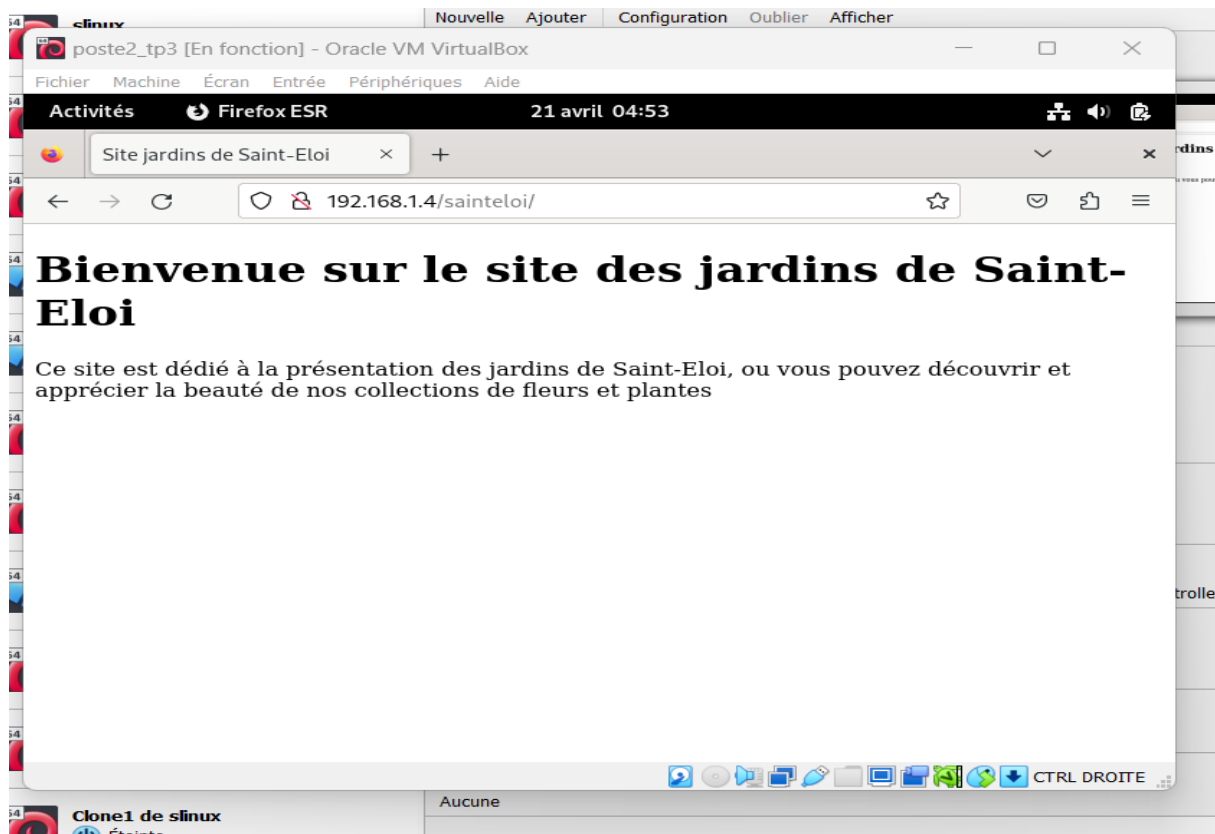 slinux
Nouvelle Ajouter Configuration Oublier Afficher
poste2_tp3 [En fonction] - Oracle VM VirtualBox
Fichier Machine Écran Entrée Périphériques Aide
Activités Firefox ESR 21 avril 04:53
Site jardins de Saint-Eloi
192.168.1.4/sainteloi/
Bienvenue sur le site des jardins de Saint-
Eloi
Ce site est dédié à la présentation des jardins de Saint-Eloi, ou vous pouvez découvrir et
apprécier la beauté de nos collections de fleurs et plantes
CTRL DROITE
Aucune
Clone1 de slinux
Éteinte